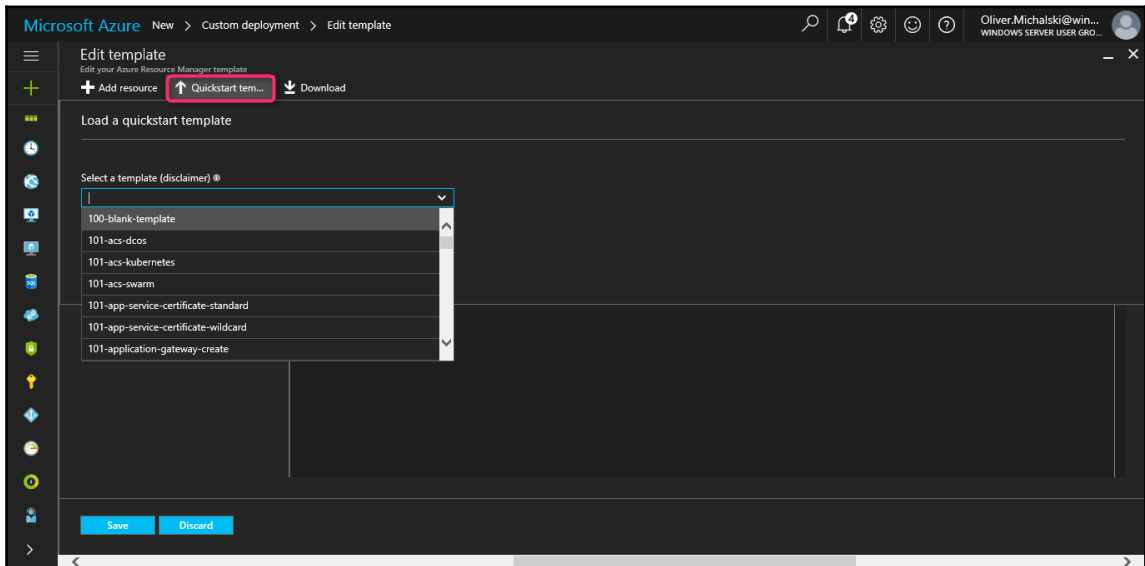 Microsoft Azure New > Custom deployment > Edit template
4
Oliver.Michalski@win...
WINDOWS SERVER USER GRO...
Edit template
Edit your Azure Resource Manager template
Add resource Quickstart tem... Download
Load a quickstart template
Select a template (disclaimer)
100-blank-template
101-acs-dcos
101-acs-kubernetes
101-acs-swarm
101-app-service-certificate-standard
101-app-service-certificate-wildcard
101-application-gateway-create
SQL
Save Discard